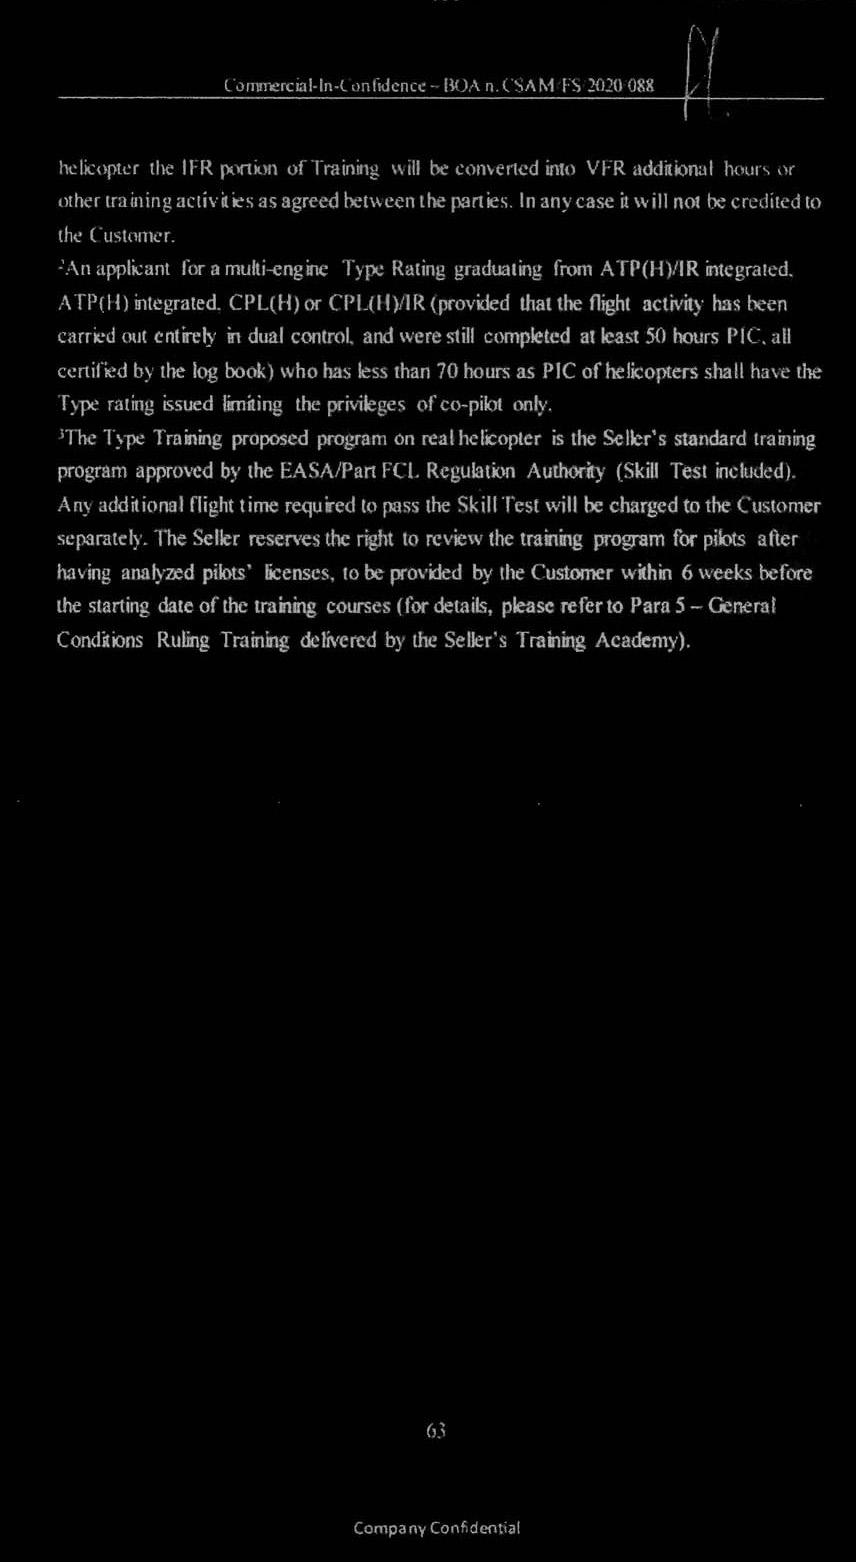 Commercial-In-Confidence – BOA n. CSAM/FS/2020/088
helicopter the IFR portion of Training will be converted into VFR additional hours or
other training activities as agreed between the parties. In any case it will not be credited to
the Customer.
²An applicant for a multi-engine Type Rating graduating from ATP(H)/IR integrated,
ATP(H) integrated, CPL(H) or CPL(H)/IR (provided that the flight activity has been
carried out entirely in dual control, and were still completed at least 50 hours PIC, all
certified by the log book) who has less than 70 hours as PIC of helicopters shall have the
Type rating issued limiting the privileges of co-pilot only.
³The Type Training proposed program on real helicopter is the Seller's standard training
program approved by the EASA/Part FCL Regulation Authority (Skill Test included).
Any additional flight time required to pass the Skill Test will be charged to the Customer
separately. The Seller reserves the right to review the training program for pilots after
having analyzed pilots' licenses, to be provided by the Customer within 6 weeks before
the starting date of the training courses (for details, please refer to Para 5 – General
Conditions Ruling Training delivered by the Seller's Training Academy).
63
Company Confidential